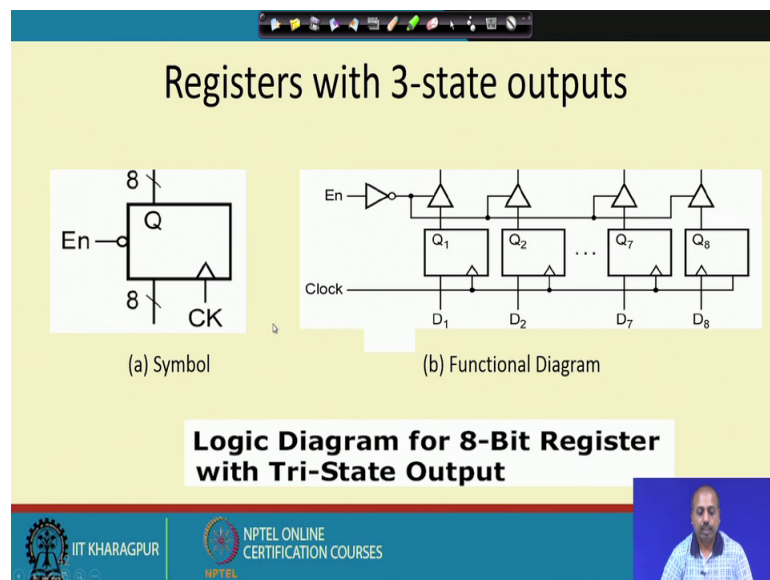 Registers with 3-state outputs
8
Q
En
8
CK
En
Q1 Q2 ... Q7 Q8
Clock
D1 D2 D7 D8
(a) Symbol
(b) Functional Diagram
Logic Diagram for 8-Bit Register
with Tri-State Output
IIT KHARAGPUR
NPTEL
NPTEL ONLINE
CERTIFICATION COURSES